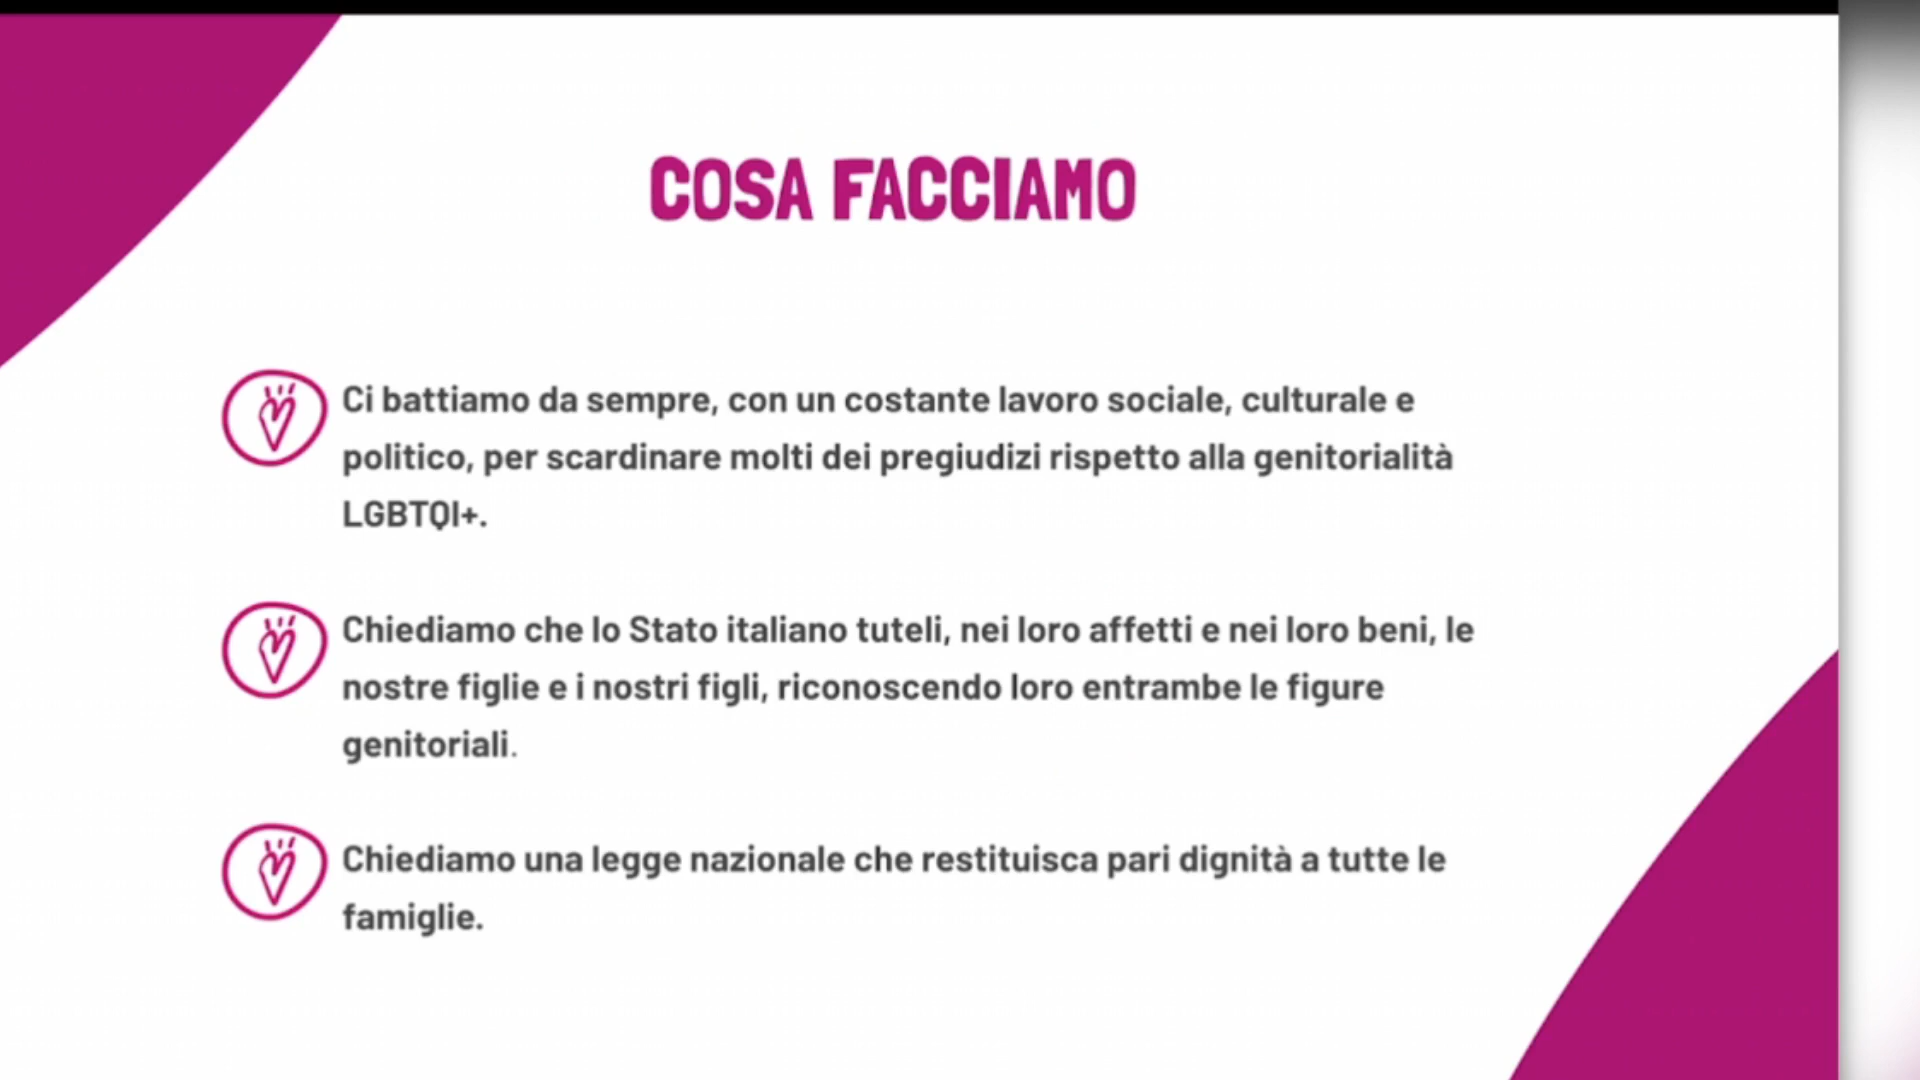 COSA FACCIAMO
Ci battiamo da sempre, con un costante lavoro sociale, culturale e
politico, per scardinare molti dei pregiudizi rispetto alla genitorialità
LGBTQI+.
Chiediamo che lo Stato italiano tuteli, nei loro affetti e nei loro beni, le
nostre figlie e i nostri figli, riconoscendo loro entrambe le figure
genitoriali.
Chiediamo una legge nazionale che restituisca pari dignità a tutte le
famiglie.